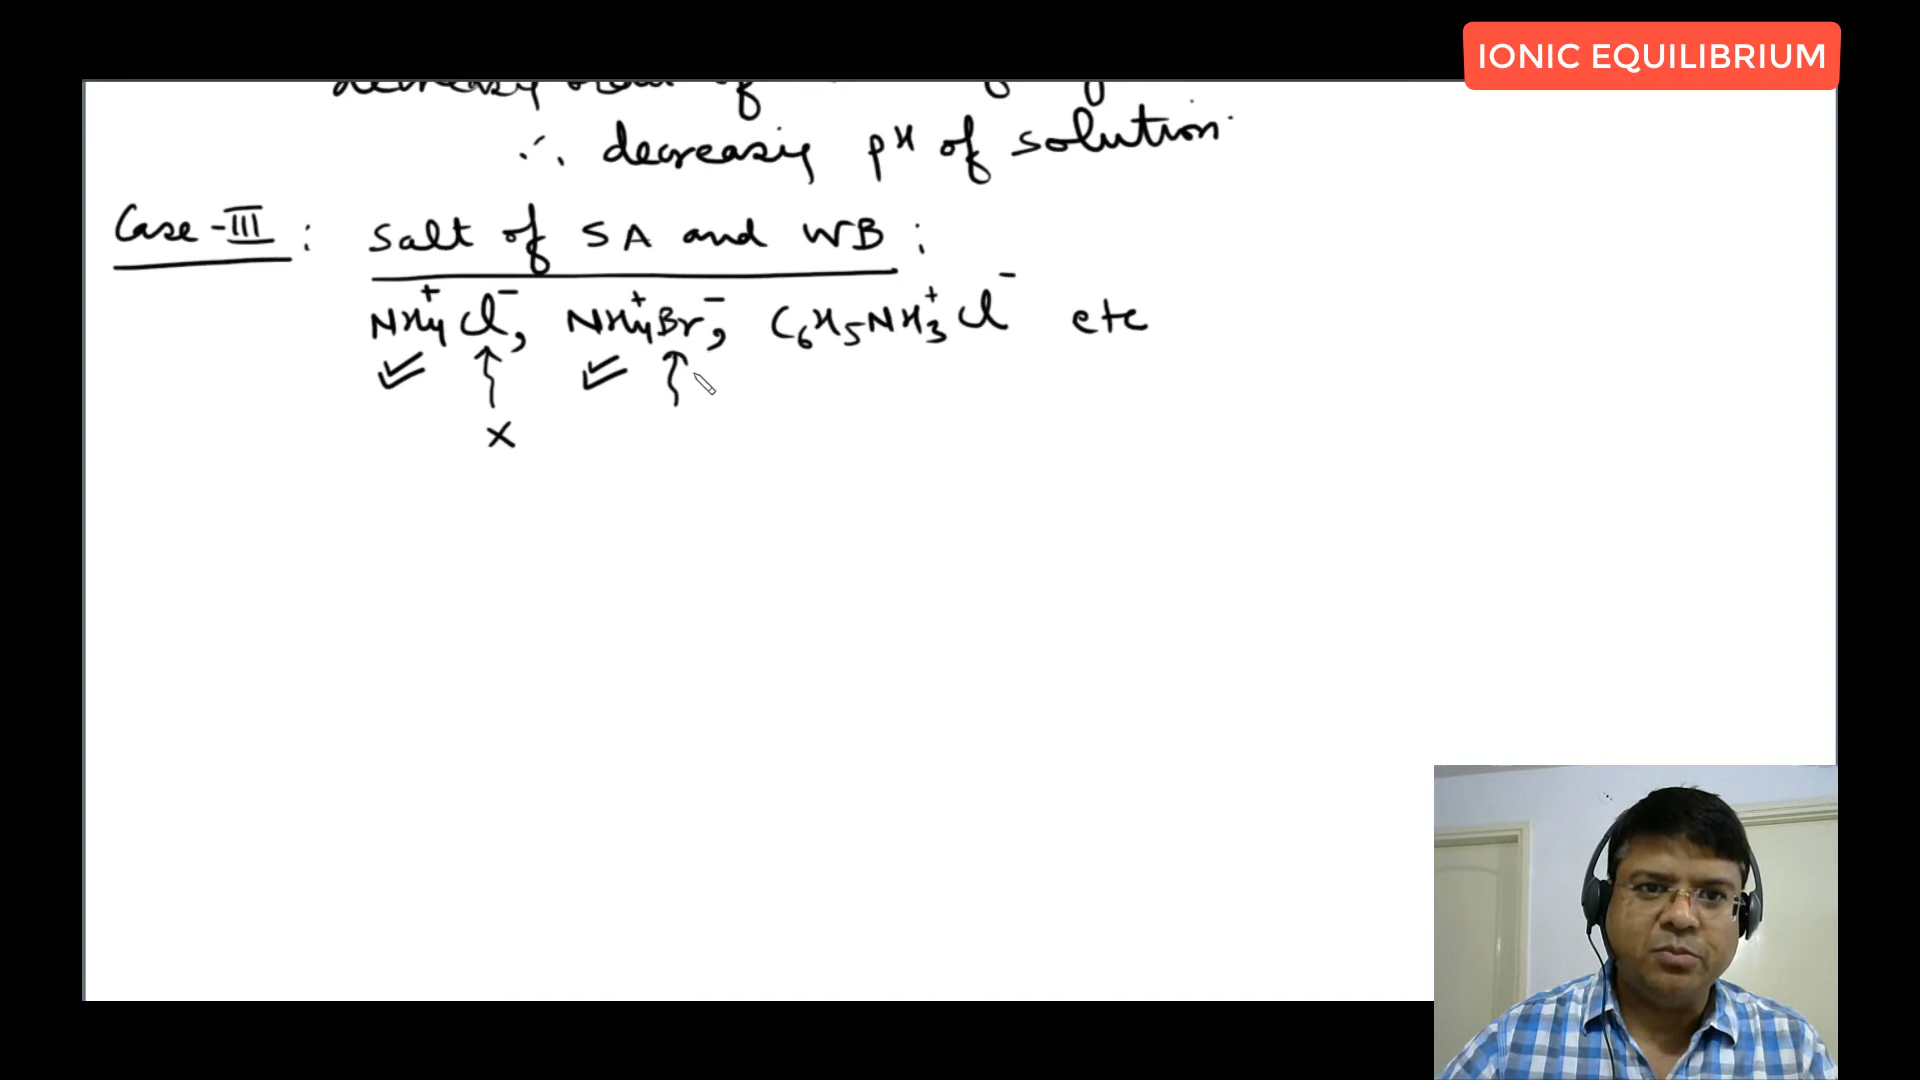 IONIC EQUILIBRIUM
of
∴ decreasing pH of solution.
Case-III : Salt of SA and WB :
NH4+ Cl-, NH4+ Br-, C6H5NH3+ Cl- etc
x